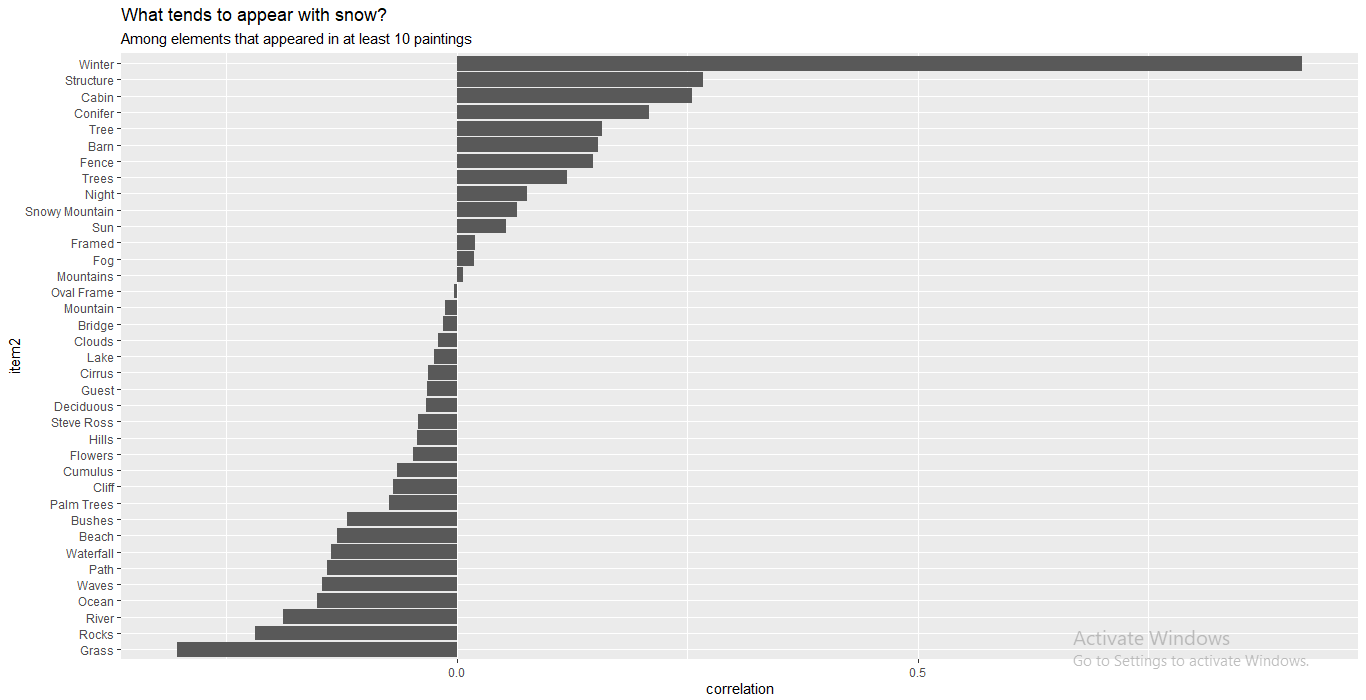 What tends to appear with snow?
Among elements that appeared in at least 10 paintings
Winter
Structure
Cabin
Conifer
Tree
Barn
Fence
Trees
Night
Snowy Mountain
Sun
Framed
Fog
Mountains
Oval Frame
Mountain
Bridge
Clouds
Lake
Cirrus
Guest
Deciduous
Steve Ross
Hills
Flowers
Cumulus
Cliff
Palm Trees
Bushes
Beach
Waterfall
Path
Waves
Ocean
River
Rocks
Grass
item2
0.0 0.5
correlation
Activate Windows
Go to Settings to activate Windows.